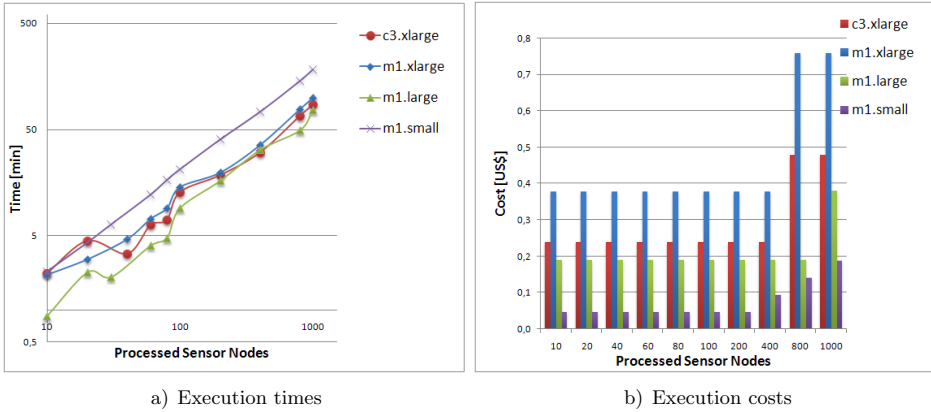 500
50
5
0,5
Time [min]
10
100
1000
Processed Sensor Nodes
c3.xlarge
m1.xlarge
m1.large
m1.small
a) Execution times
0,8
0,7
0,6
0,5
0,4
0,3
0,2
0,1
0,0
Cost [US$]
10 20 40 60 80 100 200 400 800 1000
Processed Sensor Nodes
c3.xlarge
m1.xlarge
m1.large
m1.small
b) Execution costs